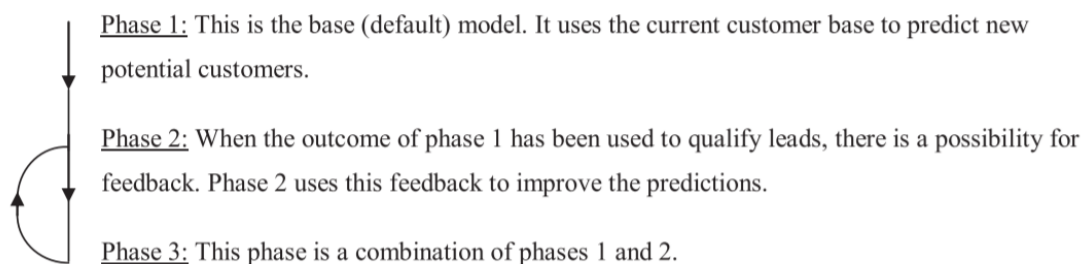 Phase 1: This is the base (default) model. It uses the current customer base to predict new
potential customers.
Phase 2: When the outcome of phase 1 has been used to qualify leads, there is a possibility for
feedback. Phase 2 uses this feedback to improve the predictions.
Phase 3: This phase is a combination of phases 1 and 2.